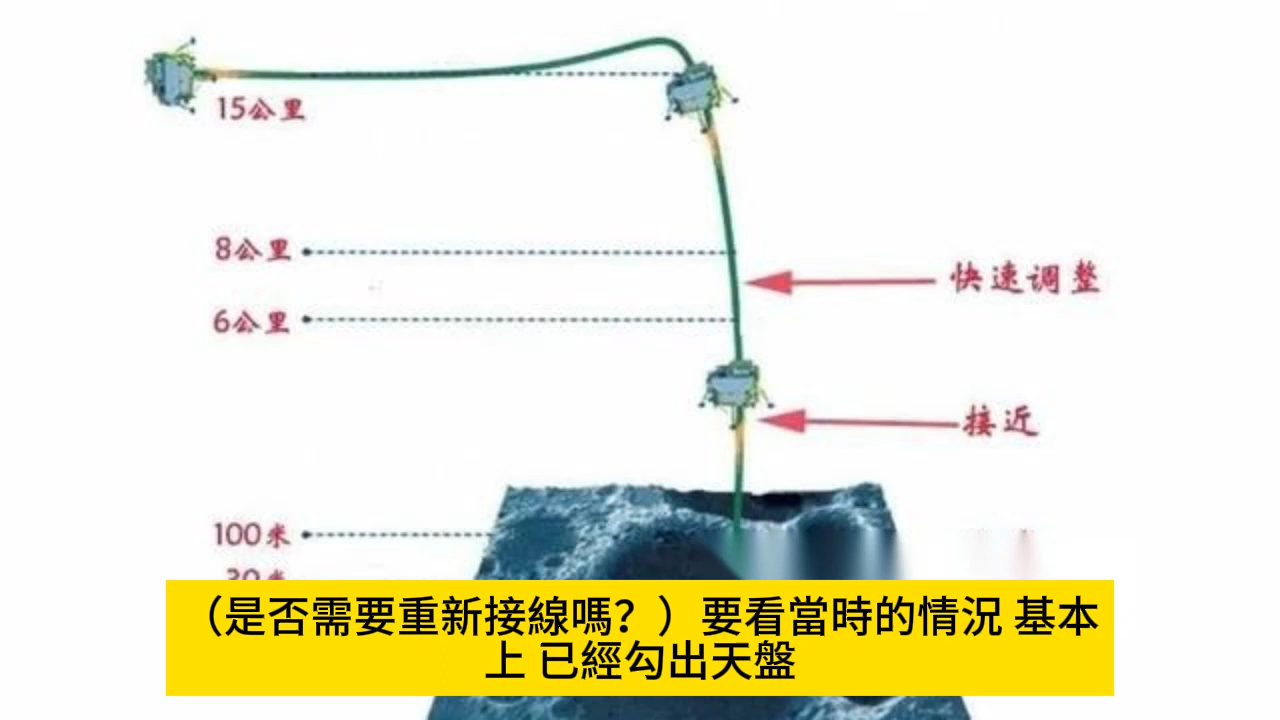 15公里
8公里
快速调整
6公里
接近
100米
（是否需要重新接線嗎？）要看當時的情況 基本
上 已經勾出天盤